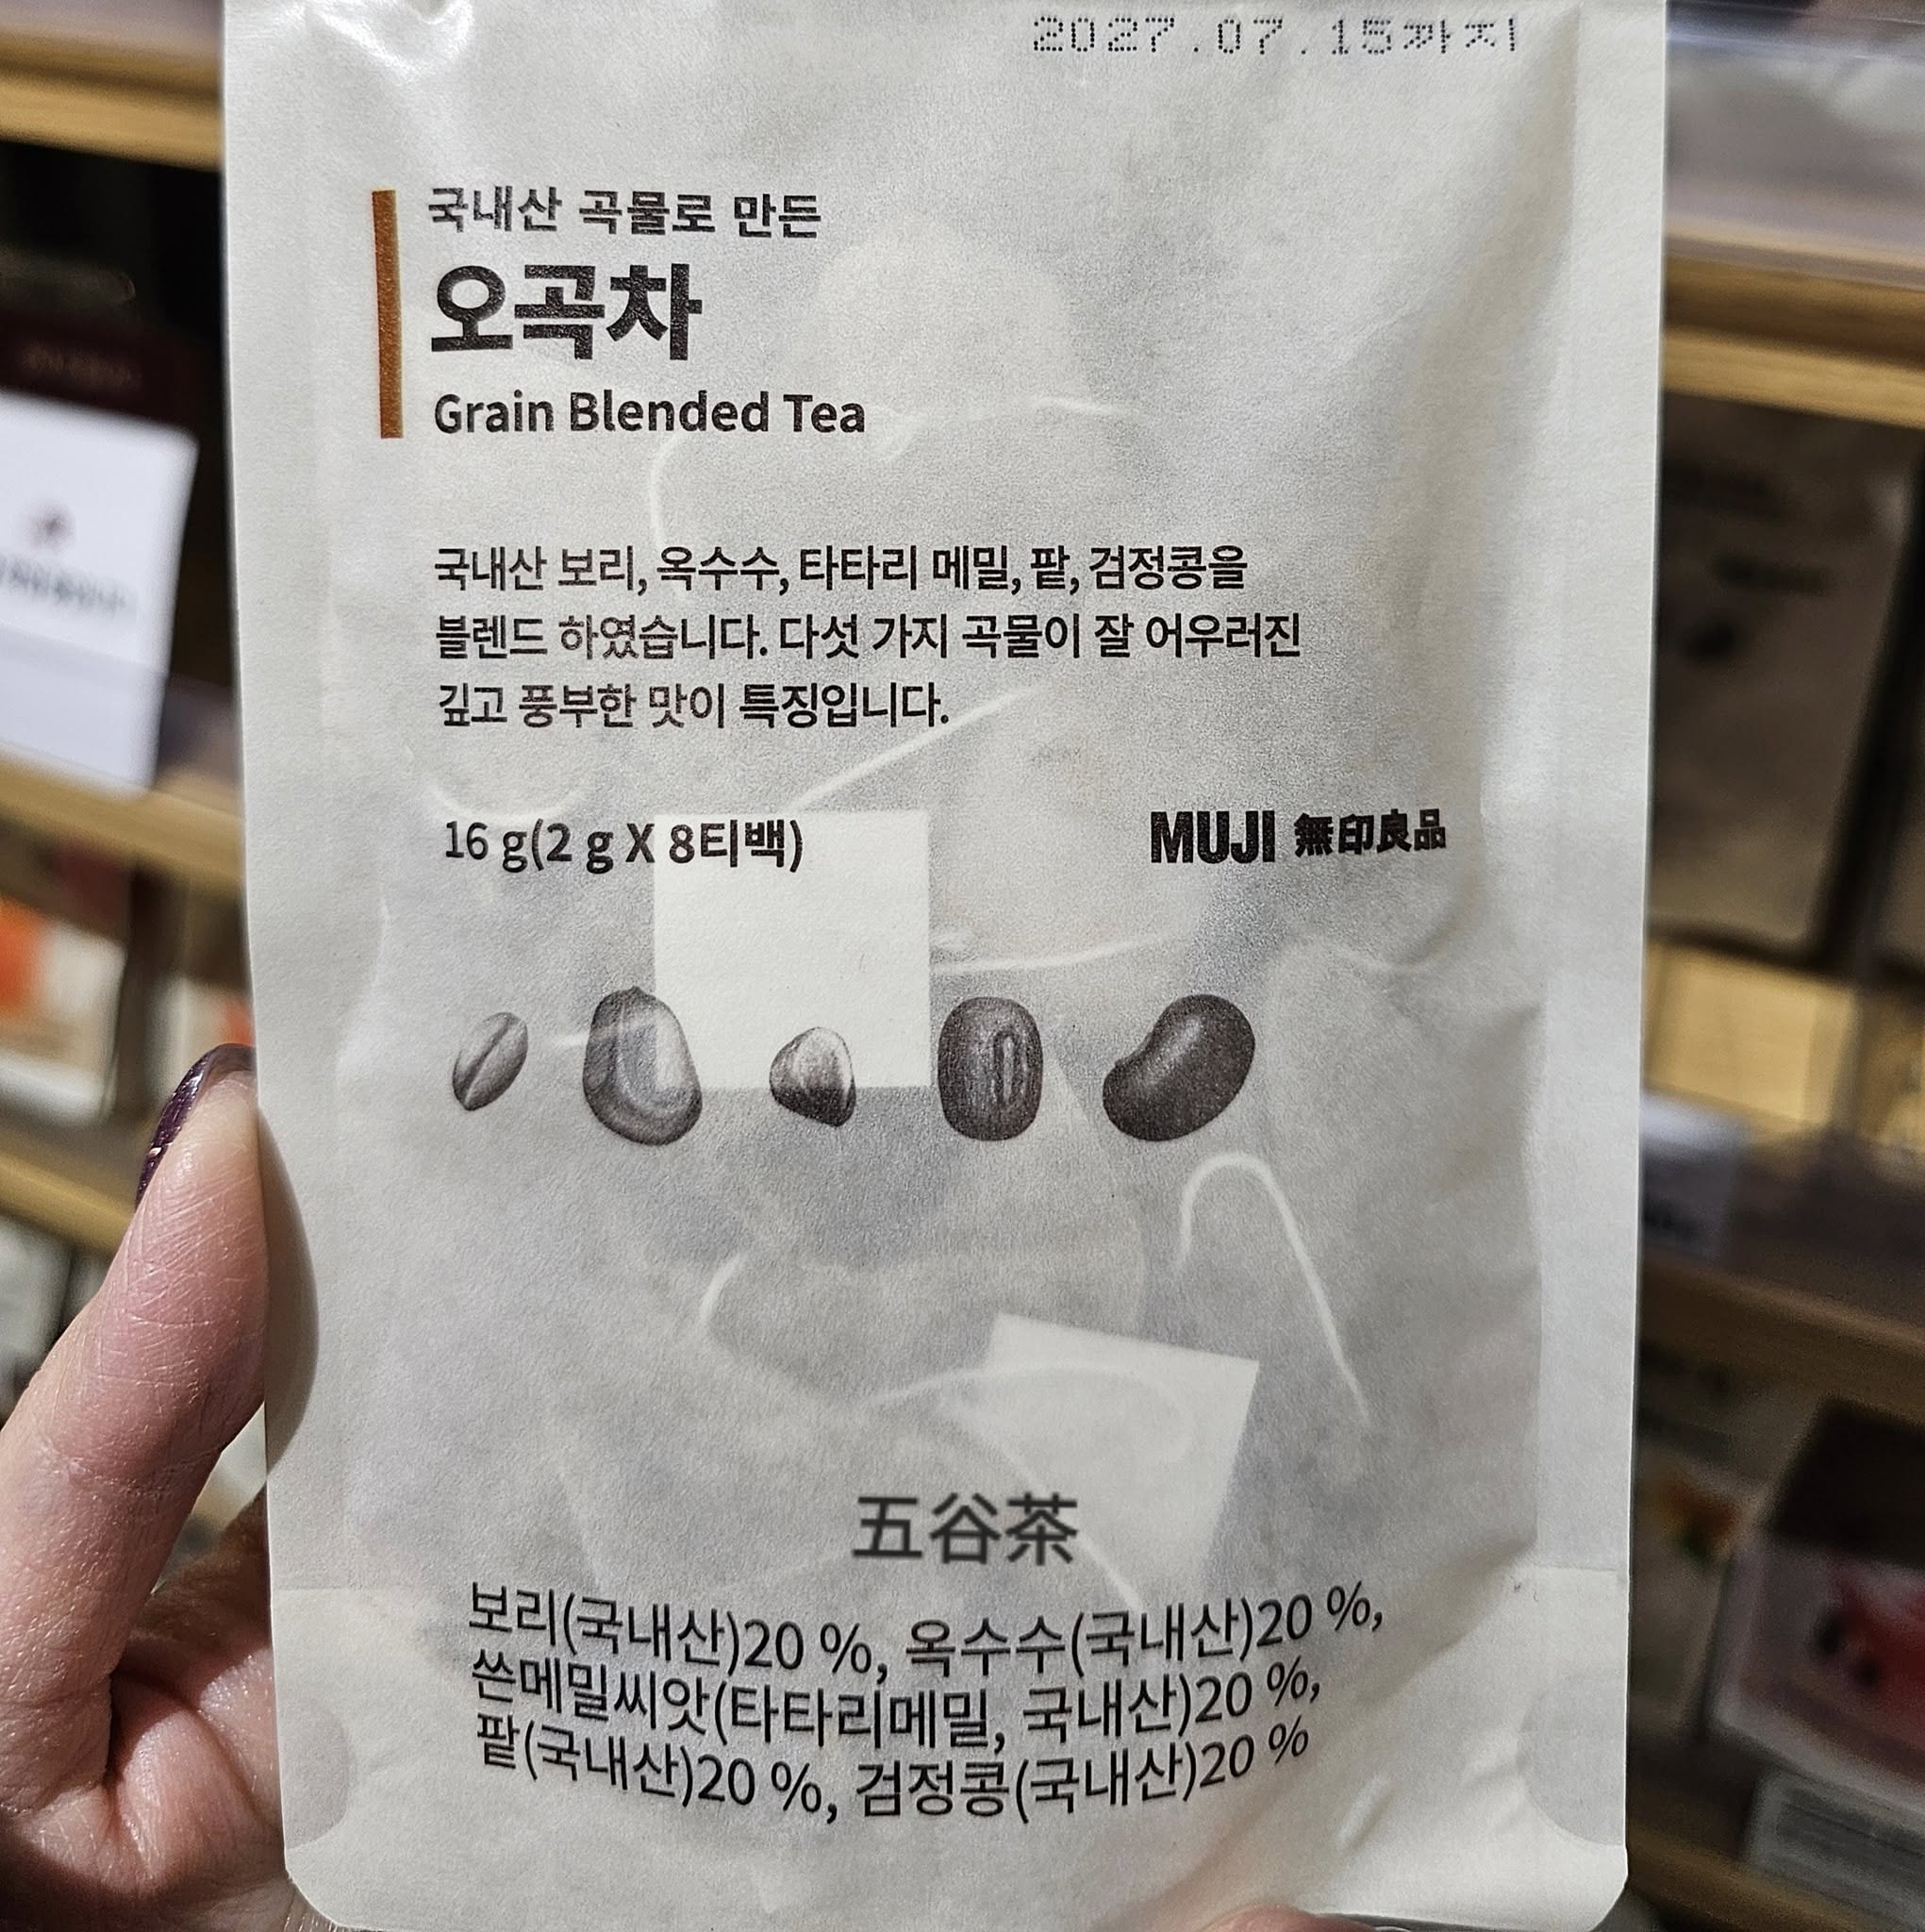 2027.07.15까지
국내산 곡물로 만든
오곡차
Grain Blended Tea
국내산 보리, 옥수수, 타타리 메밀, 팥, 검정콩을
블렌드 하였습니다. 다섯 가지 곡물이 잘 어우러진
깊고 풍부한 맛이 특징입니다.
16 g(2 g X 8티백)
MUJI 無印良品
五谷茶
보리(국내산)20 %, 옥수수(국내산)20 %,
쓴메밀씨앗(타타리메밀, 국내산)20 %,
팥(국내산)20 %, 검정콩(국내산)20 %